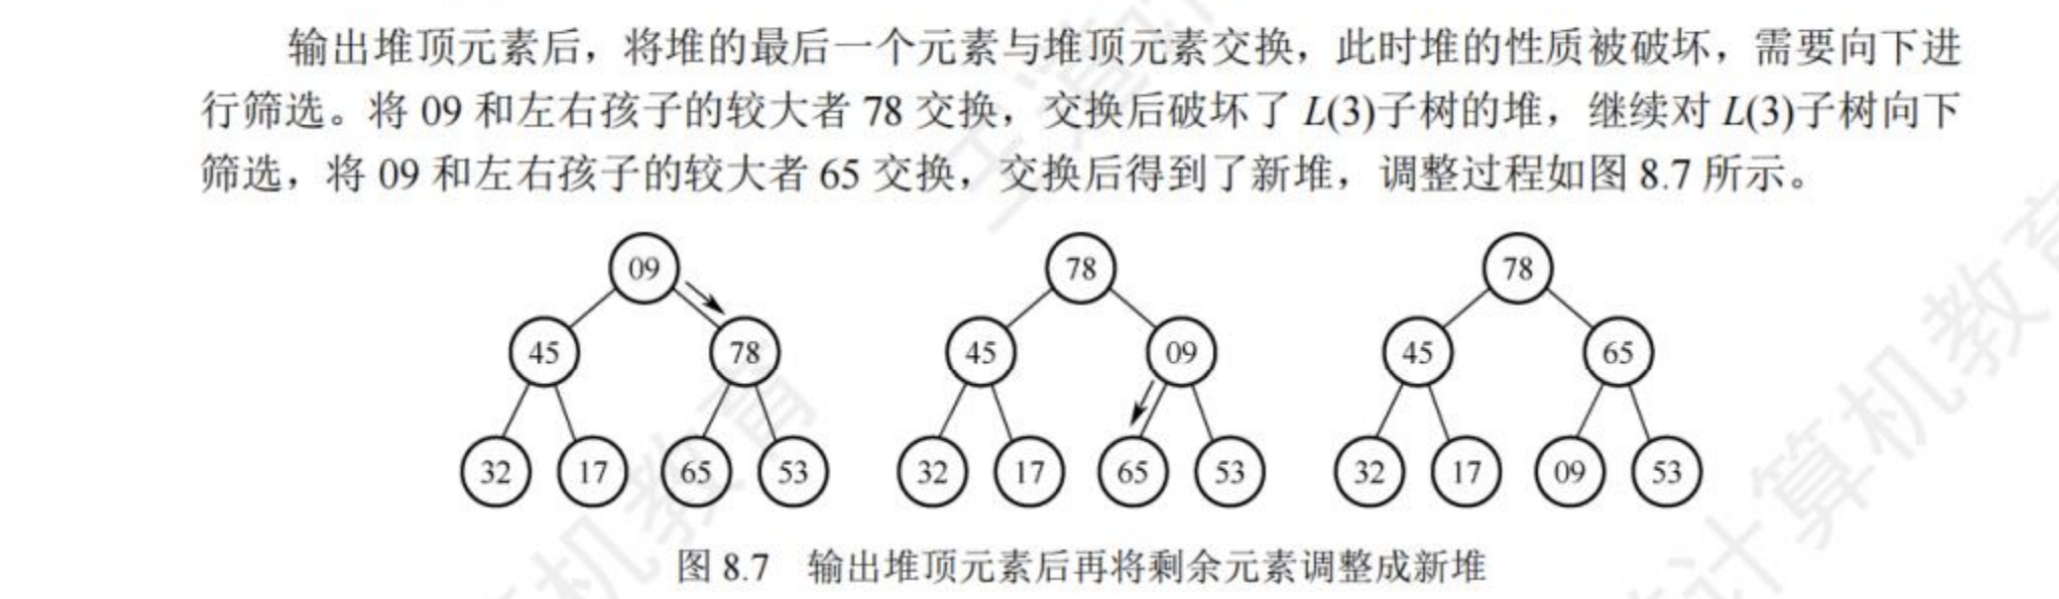 输出堆顶元素后，将堆的最后一个元素与堆顶元素交换，此时堆的性质被破坏，需要向下进
行筛选。将 09 和左右孩子的较大者 78 交换，交换后破坏了 L(3)子树的堆，继续对 L(3)子树向下
筛选，将 09 和左右孩子的较大者 65 交换，交换后得到了新堆，调整过程如图 8.7 所示。
09 78 78
45 78 45 09 45 65
32 17 65 53 32 17 65 53 32 17 09 53
图 8.7 输出堆顶元素后再将剩余元素调整成新堆